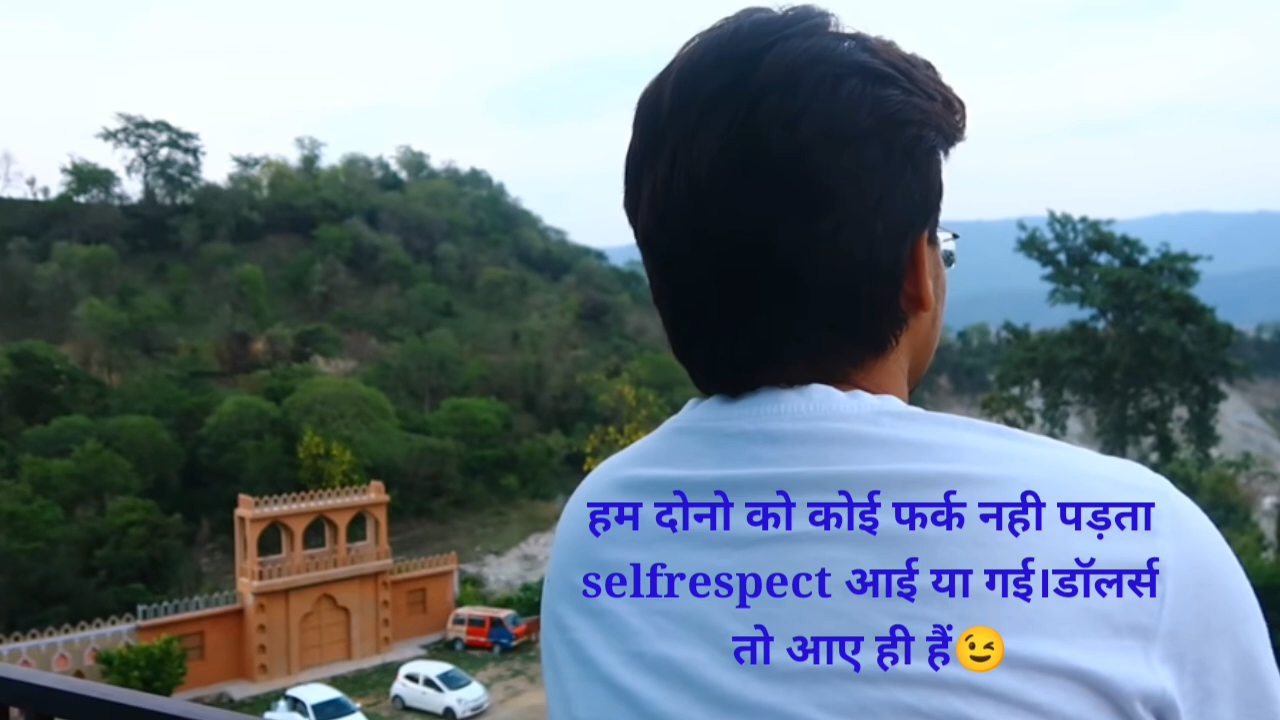 हम दोनो को कोई फर्क नही पड़ता
selfrespect आई या गई।डॉलर्स
तो आए ही हैं😉